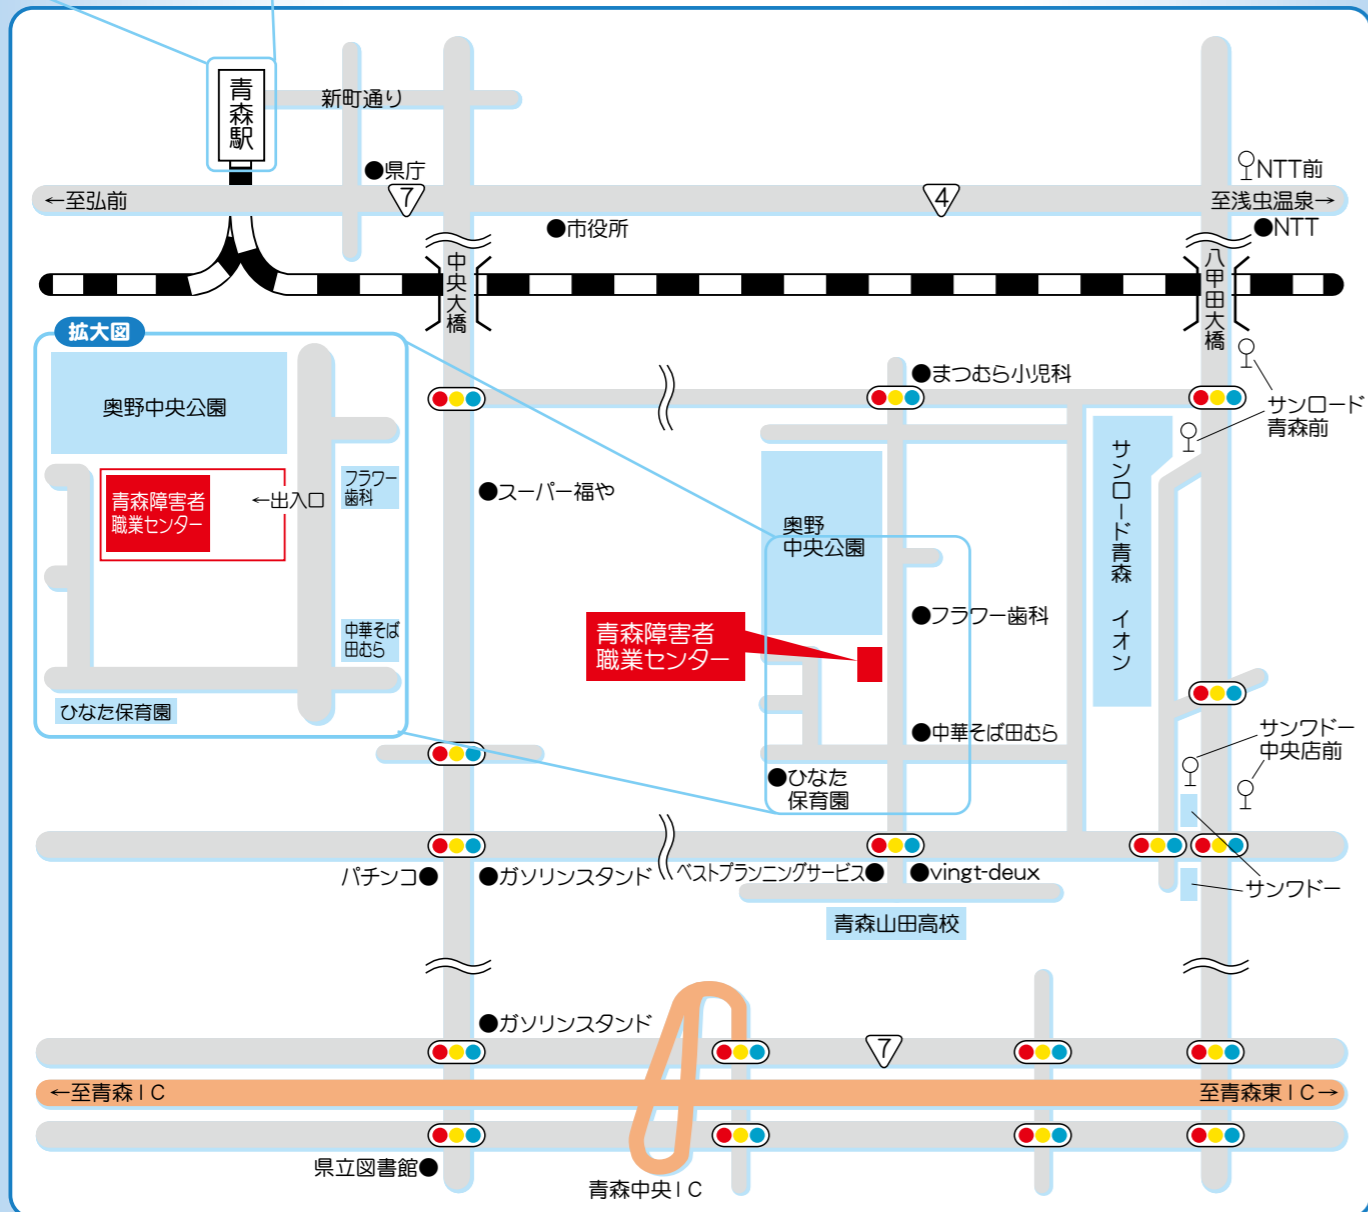 青森駅
新町通り
県庁
7
4
NTT前
←至弘前
至浅虫温泉→
市役所
NTT
中央大橋
八甲田大橋
拡大図
奥野中央公園
青森障害者
職業センター
←出入口
フラワー
歯科
中華そば
田むら
ひなた保育園
まつむら小児科
サンロード
青森前
スーパー福や
奥野
中央公園
サンロード青森 イオン
フラワー歯科
青森障害者
職業センター
中華そば田むら
ひなた
保育園
サンワドー
中央店前
パチンコ
ガソリンスタンド
ベストプランニングサービス
vingt-deux
サンワドー
青森山田高校
ガソリンスタンド
7
←至青森IC
至青森東IC→
県立図書館
青森中央IC